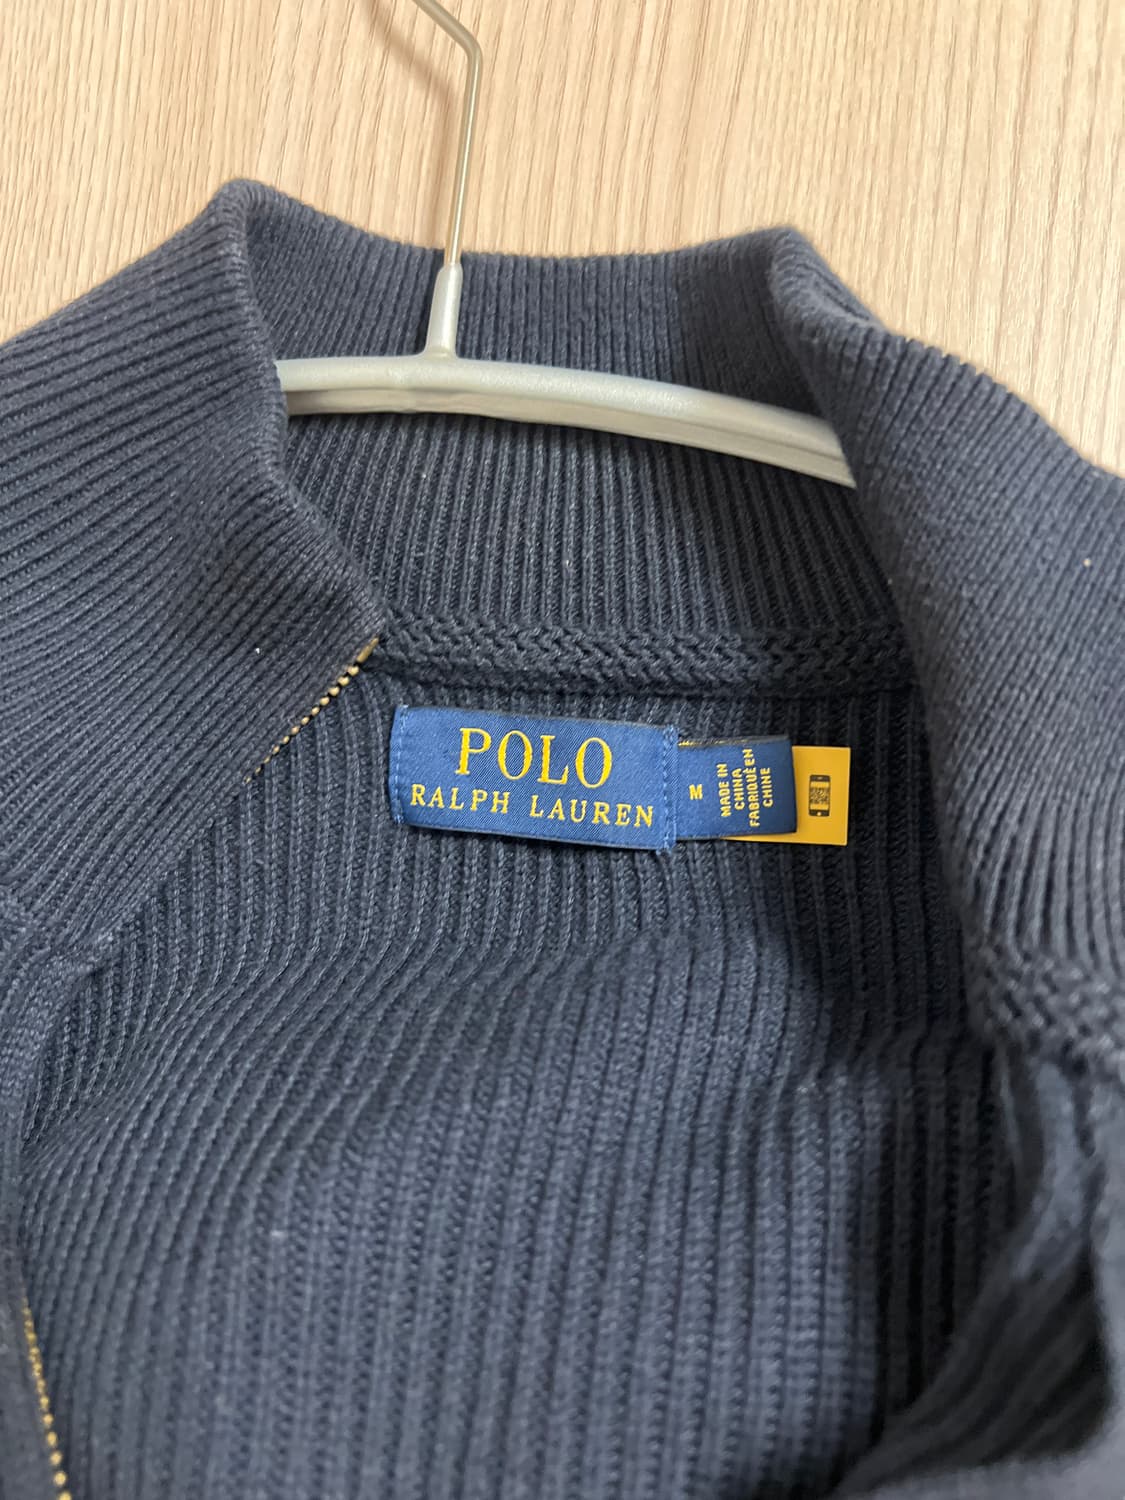 POLO
RALPH LAUREN
M
MADE IN
CHINA
FABRIQUÉ EN
CHINE